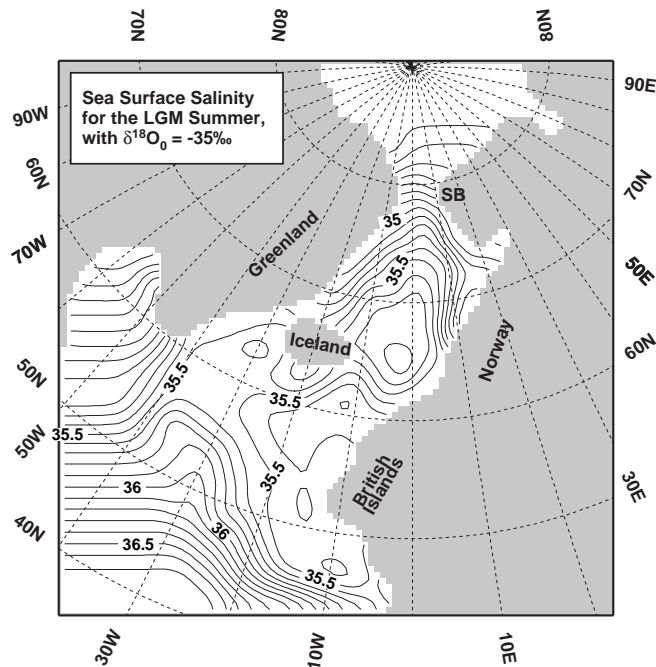 70N
80N
80N
90W
60N
70W
50N
50W
40N
30W
10W
10E
30E
60N
50E
70N
90E
Sea Surface Salinity
for the LGM Summer,
with δ¹⁸O₀ = -35‰
SB
35
Greenland
35.5
Iceland
Norway
35.5
35.5
35.5
35.5
36
British
Islands
36
36.5
35.5